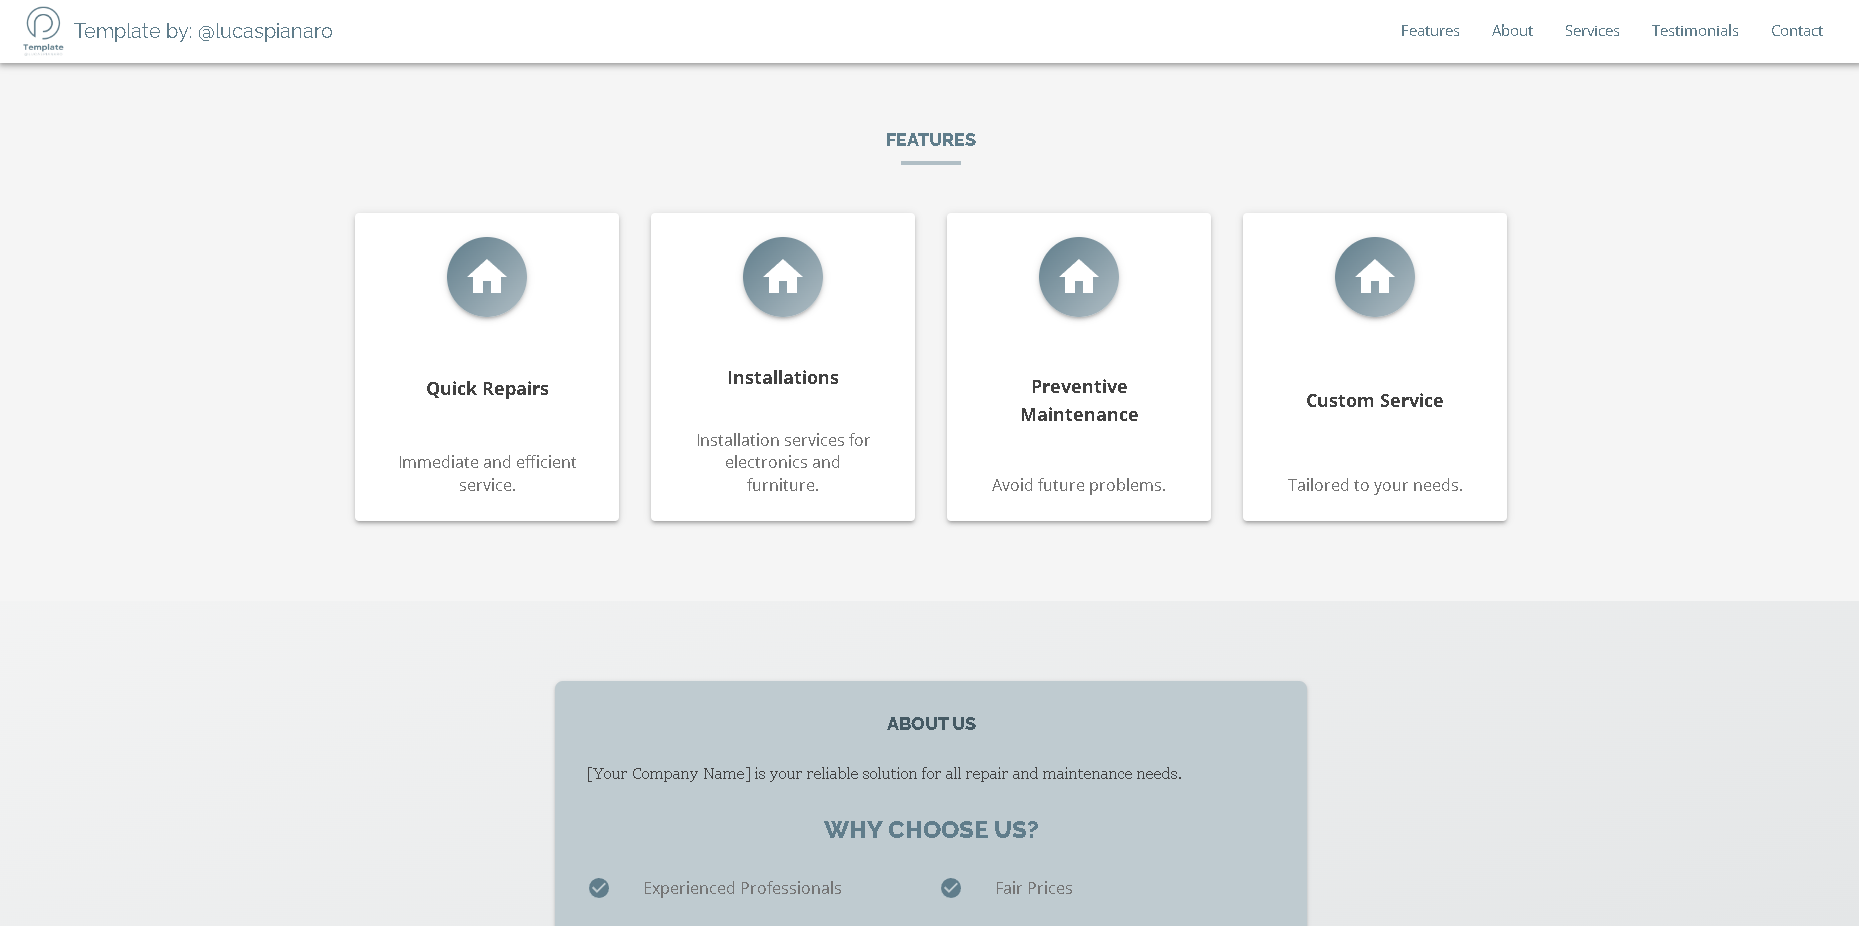 Template
Template by: @lucaspianaro
Features
About
Services
Testimonials
Contact
FEATURES
Quick Repairs
Immediate and efficient
service.
Installations
Installation services for
electronics and
furniture.
Preventive
Maintenance
Avoid future problems.
Custom Service
Tailored to your needs.
ABOUT US
[Your Company Name] is your reliable solution for all repair and maintenance needs.
WHY CHOOSE US?
Experienced Professionals
Fair Prices